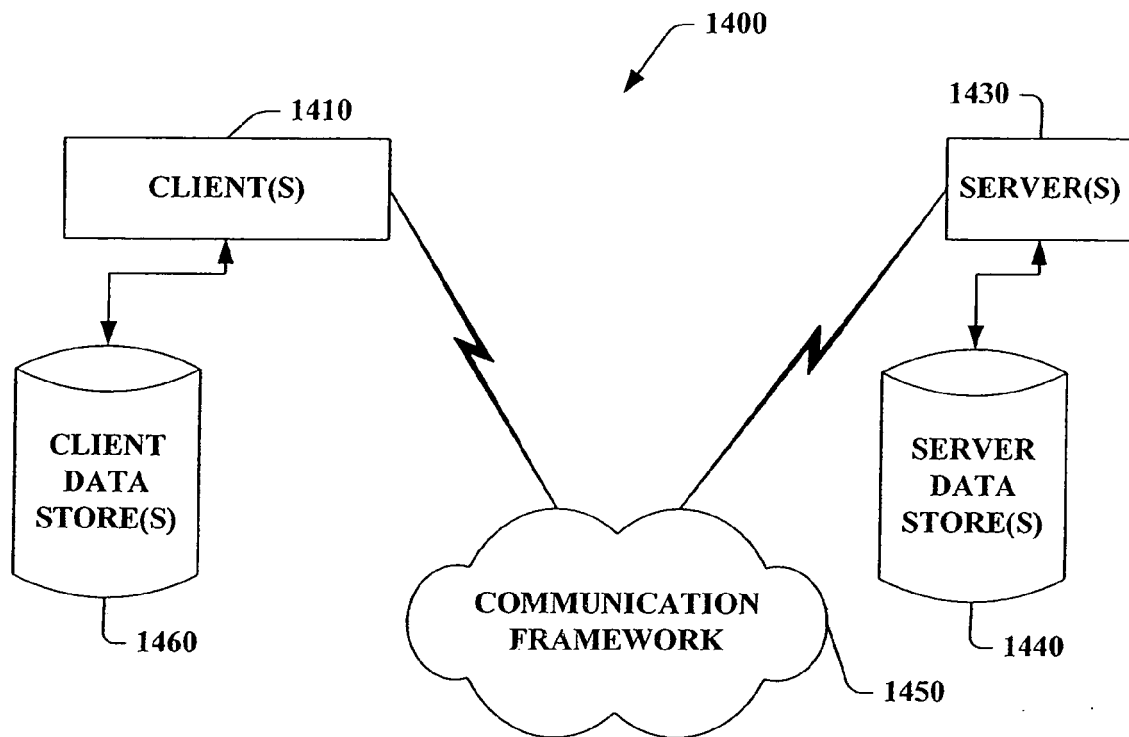 1400
1410
1430
CLIENT(S)
SERVER(S)
CLIENT
DATA
STORE(S)
SERVER
DATA
STORE(S)
COMMUNICATION
FRAMEWORK
1460
1440
1450